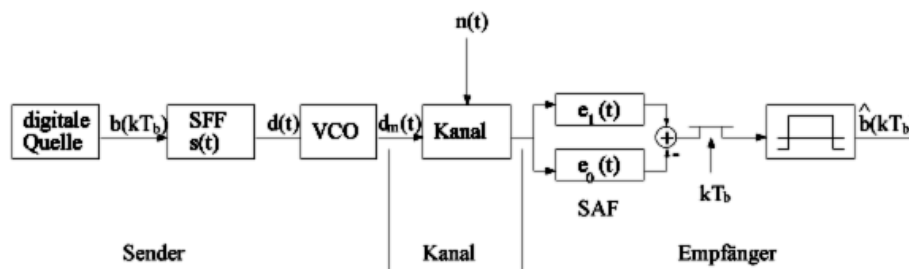 n(t)
digitale
Quelle
b(kT_b)
SFF
s(t)
d(t)
VCO
d_m(t)
Kanal
e_1(t)
e_0(t)
+
-
SAF
kT_b
b̂(kT_b
Sender
Kanal
Empfänger